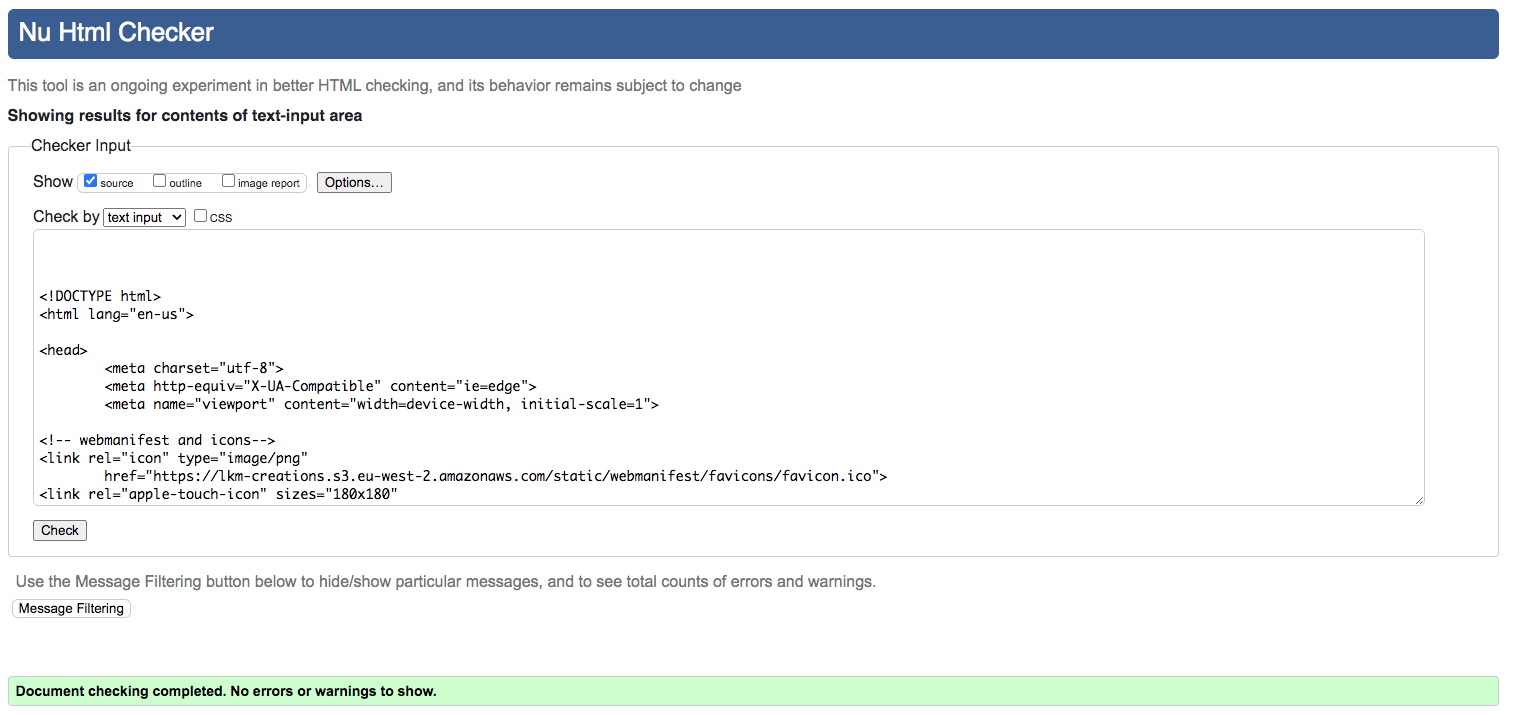 Nu Html Checker
This tool is an ongoing experiment in better HTML checking, and its behavior remains subject to change
Showing results for contents of text-input area
Checker Input
Show source outline image report Options...
Check by text input css
<!DOCTYPE html>
<html lang="en-us">
<head>
<meta charset="utf-8">
<meta http-equiv="X-UA-Compatible" content="ie=edge">
<meta name="viewport" content="width=device-width, initial-scale=1">
<!-- webmanifest and icons-->
<link rel="icon" type="image/png"
href="https://lkm-creations.s3.eu-west-2.amazonaws.com/static/webmanifest/favicons/favicon.ico">
<link rel="apple-touch-icon" sizes="180x180"
Check
Use the Message Filtering button below to hide/show particular messages, and to see total counts of errors and warnings.
Message Filtering
Document checking completed. No errors or warnings to show.